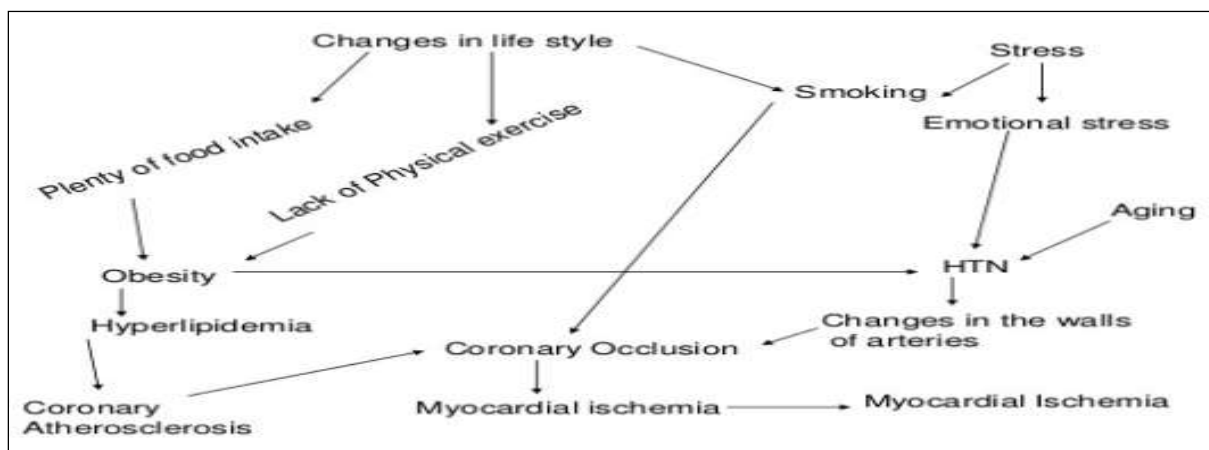 Changes in life style
Stress
Smoking
Emotional stress
Plenty of food intake
Lack of Physical exercise
Aging
Obesity
HTN
Hyperlipidemia
Changes in the walls
of arteries
Coronary Occlusion
Coronary
Atherosclerosis
Myocardial ischemia
Myocardial Ischemia